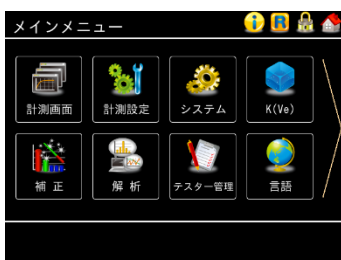 メインメニュー
i R
計測画面 計測設定 システム K(Ve)
補 正 解 析 テスター管理 言語